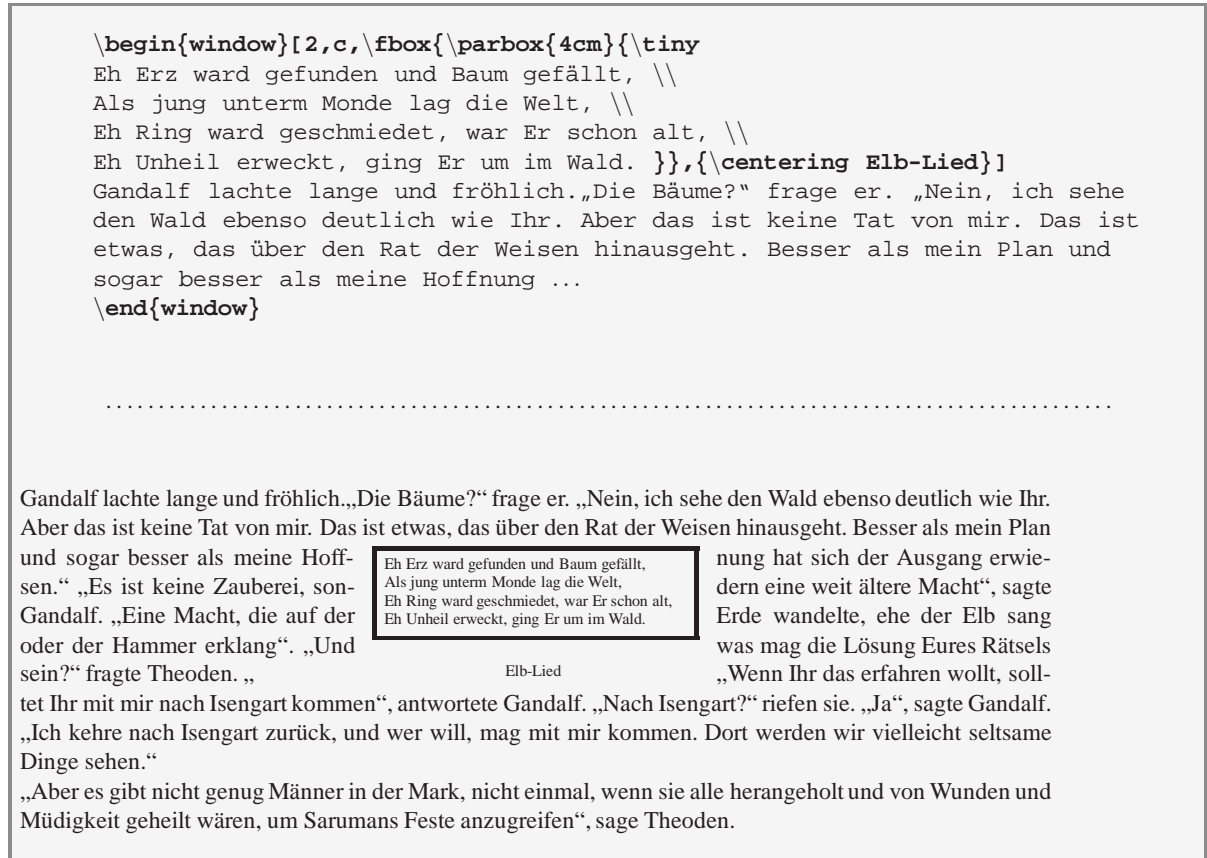 \begin{window}[2,c,\fbox{\parbox{4cm}{\tiny
Eh Erz ward gefunden und Baum gefällt, \\
Als jung unterm Monde lag die Welt, \\
Eh Ring ward geschmiedet, war Er schon alt, \\
Eh Unheil erweckt, ging Er um im Wald. }},{\centering Elb-Lied}]
Gandalf lachte lange und fröhlich.„Die Bäume?“ frage er. „Nein, ich sehe
den Wald ebenso deutlich wie Ihr. Aber das ist keine Tat von mir. Das ist
etwas, das über den Rat der Weisen hinausgeht. Besser als mein Plan und
sogar besser als meine Hoffnung ...
\end{window}
Gandalf lachte lange und fröhlich.„Die Bäume?“ frage er. „Nein, ich sehe den Wald ebenso deutlich wie Ihr.
Aber das ist keine Tat von mir. Das ist etwas, das über den Rat der Weisen hinausgeht. Besser als mein Plan
und sogar besser als meine Hoff- nung hat sich der Ausgang erwie-
sen.“ „Es ist keine Zauberei, son- dern eine weit ältere Macht“, sagte
Gandalf. „Eine Macht, die auf der Erde wandelte, ehe der Elb sang
oder der Hammer erklang“. „Und was mag die Lösung Eures Rätsels
sein?“ fragte Theoden. „ „Wenn Ihr das erfahren wollt, soll-
Eh Erz ward gefunden und Baum gefällt,
Als jung unterm Monde lag die Welt,
Eh Ring ward geschmiedet, war Er schon alt,
Eh Unheil erweckt, ging Er um im Wald.
Elb-Lied
tet Ihr mit mir nach Isengart kommen“, antwortete Gandalf. „Nach Isengart?“ riefen sie. „Ja“, sagte Gandalf.
„Ich kehre nach Isengart zurück, und wer will, mag mit mir kommen. Dort werden wir vielleicht seltsame
Dinge sehen.“
„Aber es gibt nicht genug Männer in der Mark, nicht einmal, wenn sie alle herangeholt und von Wunden und
Müdigkeit geheilt wären, um Sarumans Feste anzugreifen“, sage Theoden.